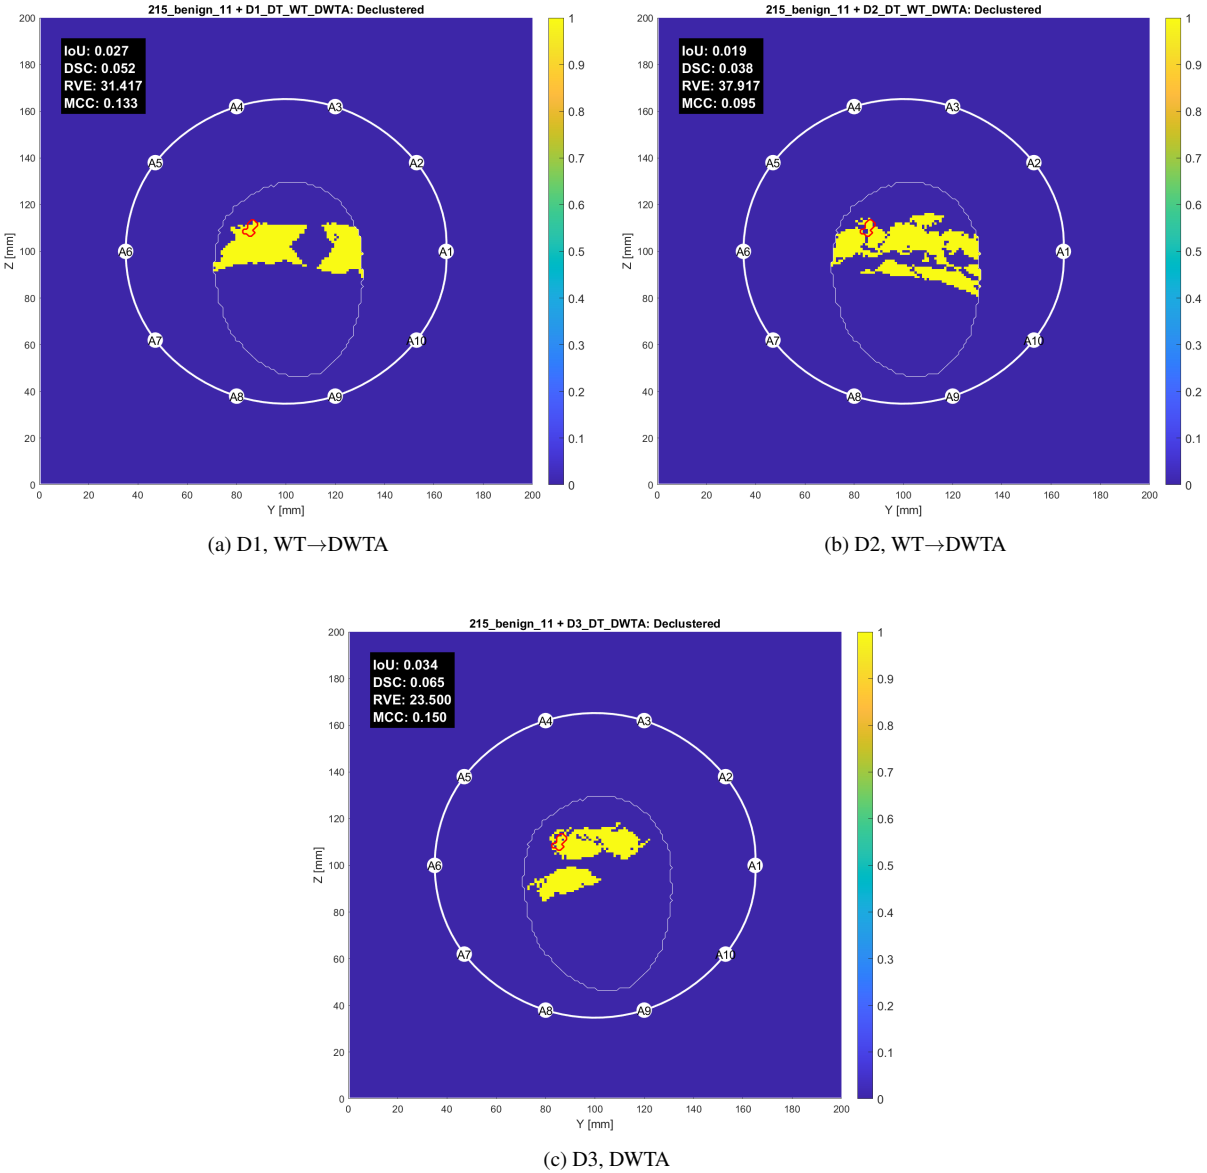 215_benign_11 + D1_DT_WT_DWTA: Declustered
IoU: 0.027
DSC: 0.052
RVE: 31.417
MCC: 0.133
A4
A3
A5
A2
A6
A1
A7
A10
A8
A9
200
180
160
140
120
100
80
60
40
20
0
Z [mm]
0 20 40 60 80 100 120 140 160 180 200
Y [mm]
1
0.9
0.8
0.7
0.6
0.5
0.4
0.3
0.2
0.1
0
(a) D1, WT→DWTA
215_benign_11 + D2_DT_WT_DWTA: Declustered
IoU: 0.019
DSC: 0.038
RVE: 37.917
MCC: 0.095
A4
A3
A5
A2
A6
A1
A7
A10
A8
A9
200
180
160
140
120
100
80
60
40
20
0
Z [mm]
0 20 40 60 80 100 120 140 160 180 200
Y [mm]
1
0.9
0.8
0.7
0.6
0.5
0.4
0.3
0.2
0.1
0
(b) D2, WT→DWTA
215_benign_11 + D3_DT_DWTA: Declustered
IoU: 0.034
DSC: 0.065
RVE: 23.500
MCC: 0.150
A4
A3
A5
A2
A6
A1
A7
A10
A8
A9
200
180
160
140
120
100
80
60
40
20
0
Z [mm]
0 20 40 60 80 100 120 140 160 180 200
Y [mm]
1
0.9
0.8
0.7
0.6
0.5
0.4
0.3
0.2
0.1
0
(c) D3, DWTA